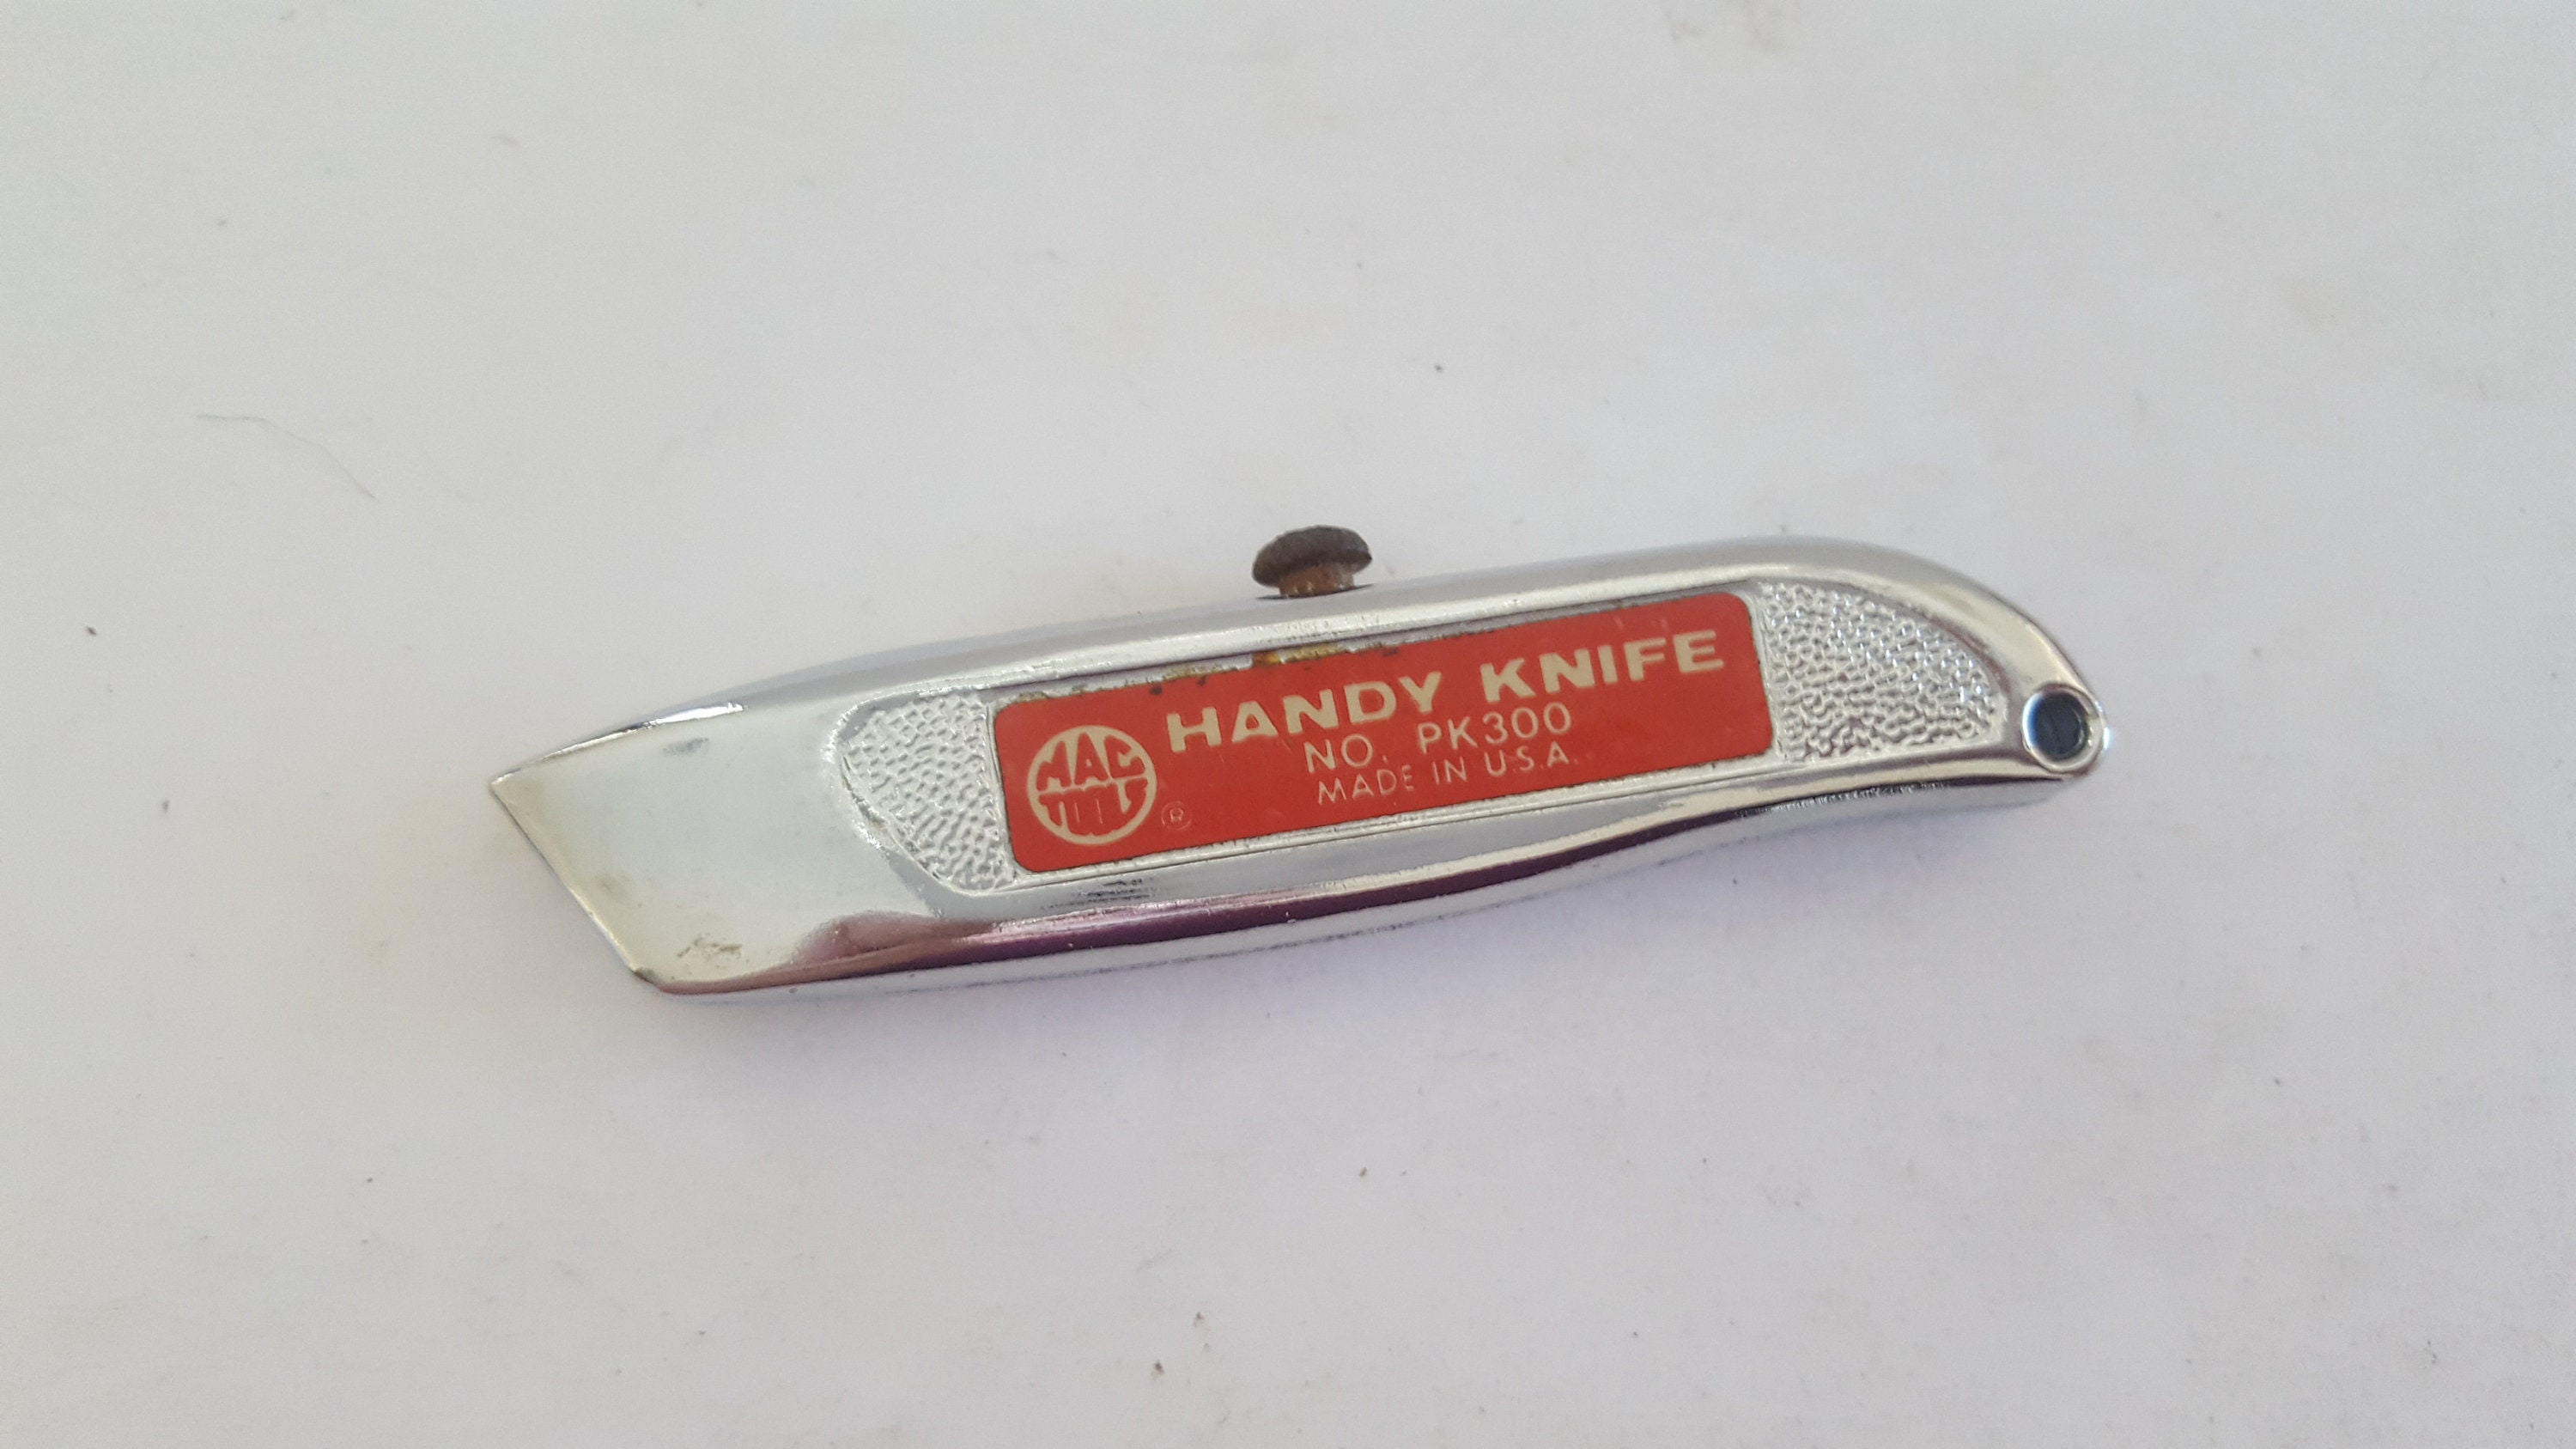 HANDY KNIFE
NO. PK300
MADE IN U.S.A.
MAC
TOOLS
®